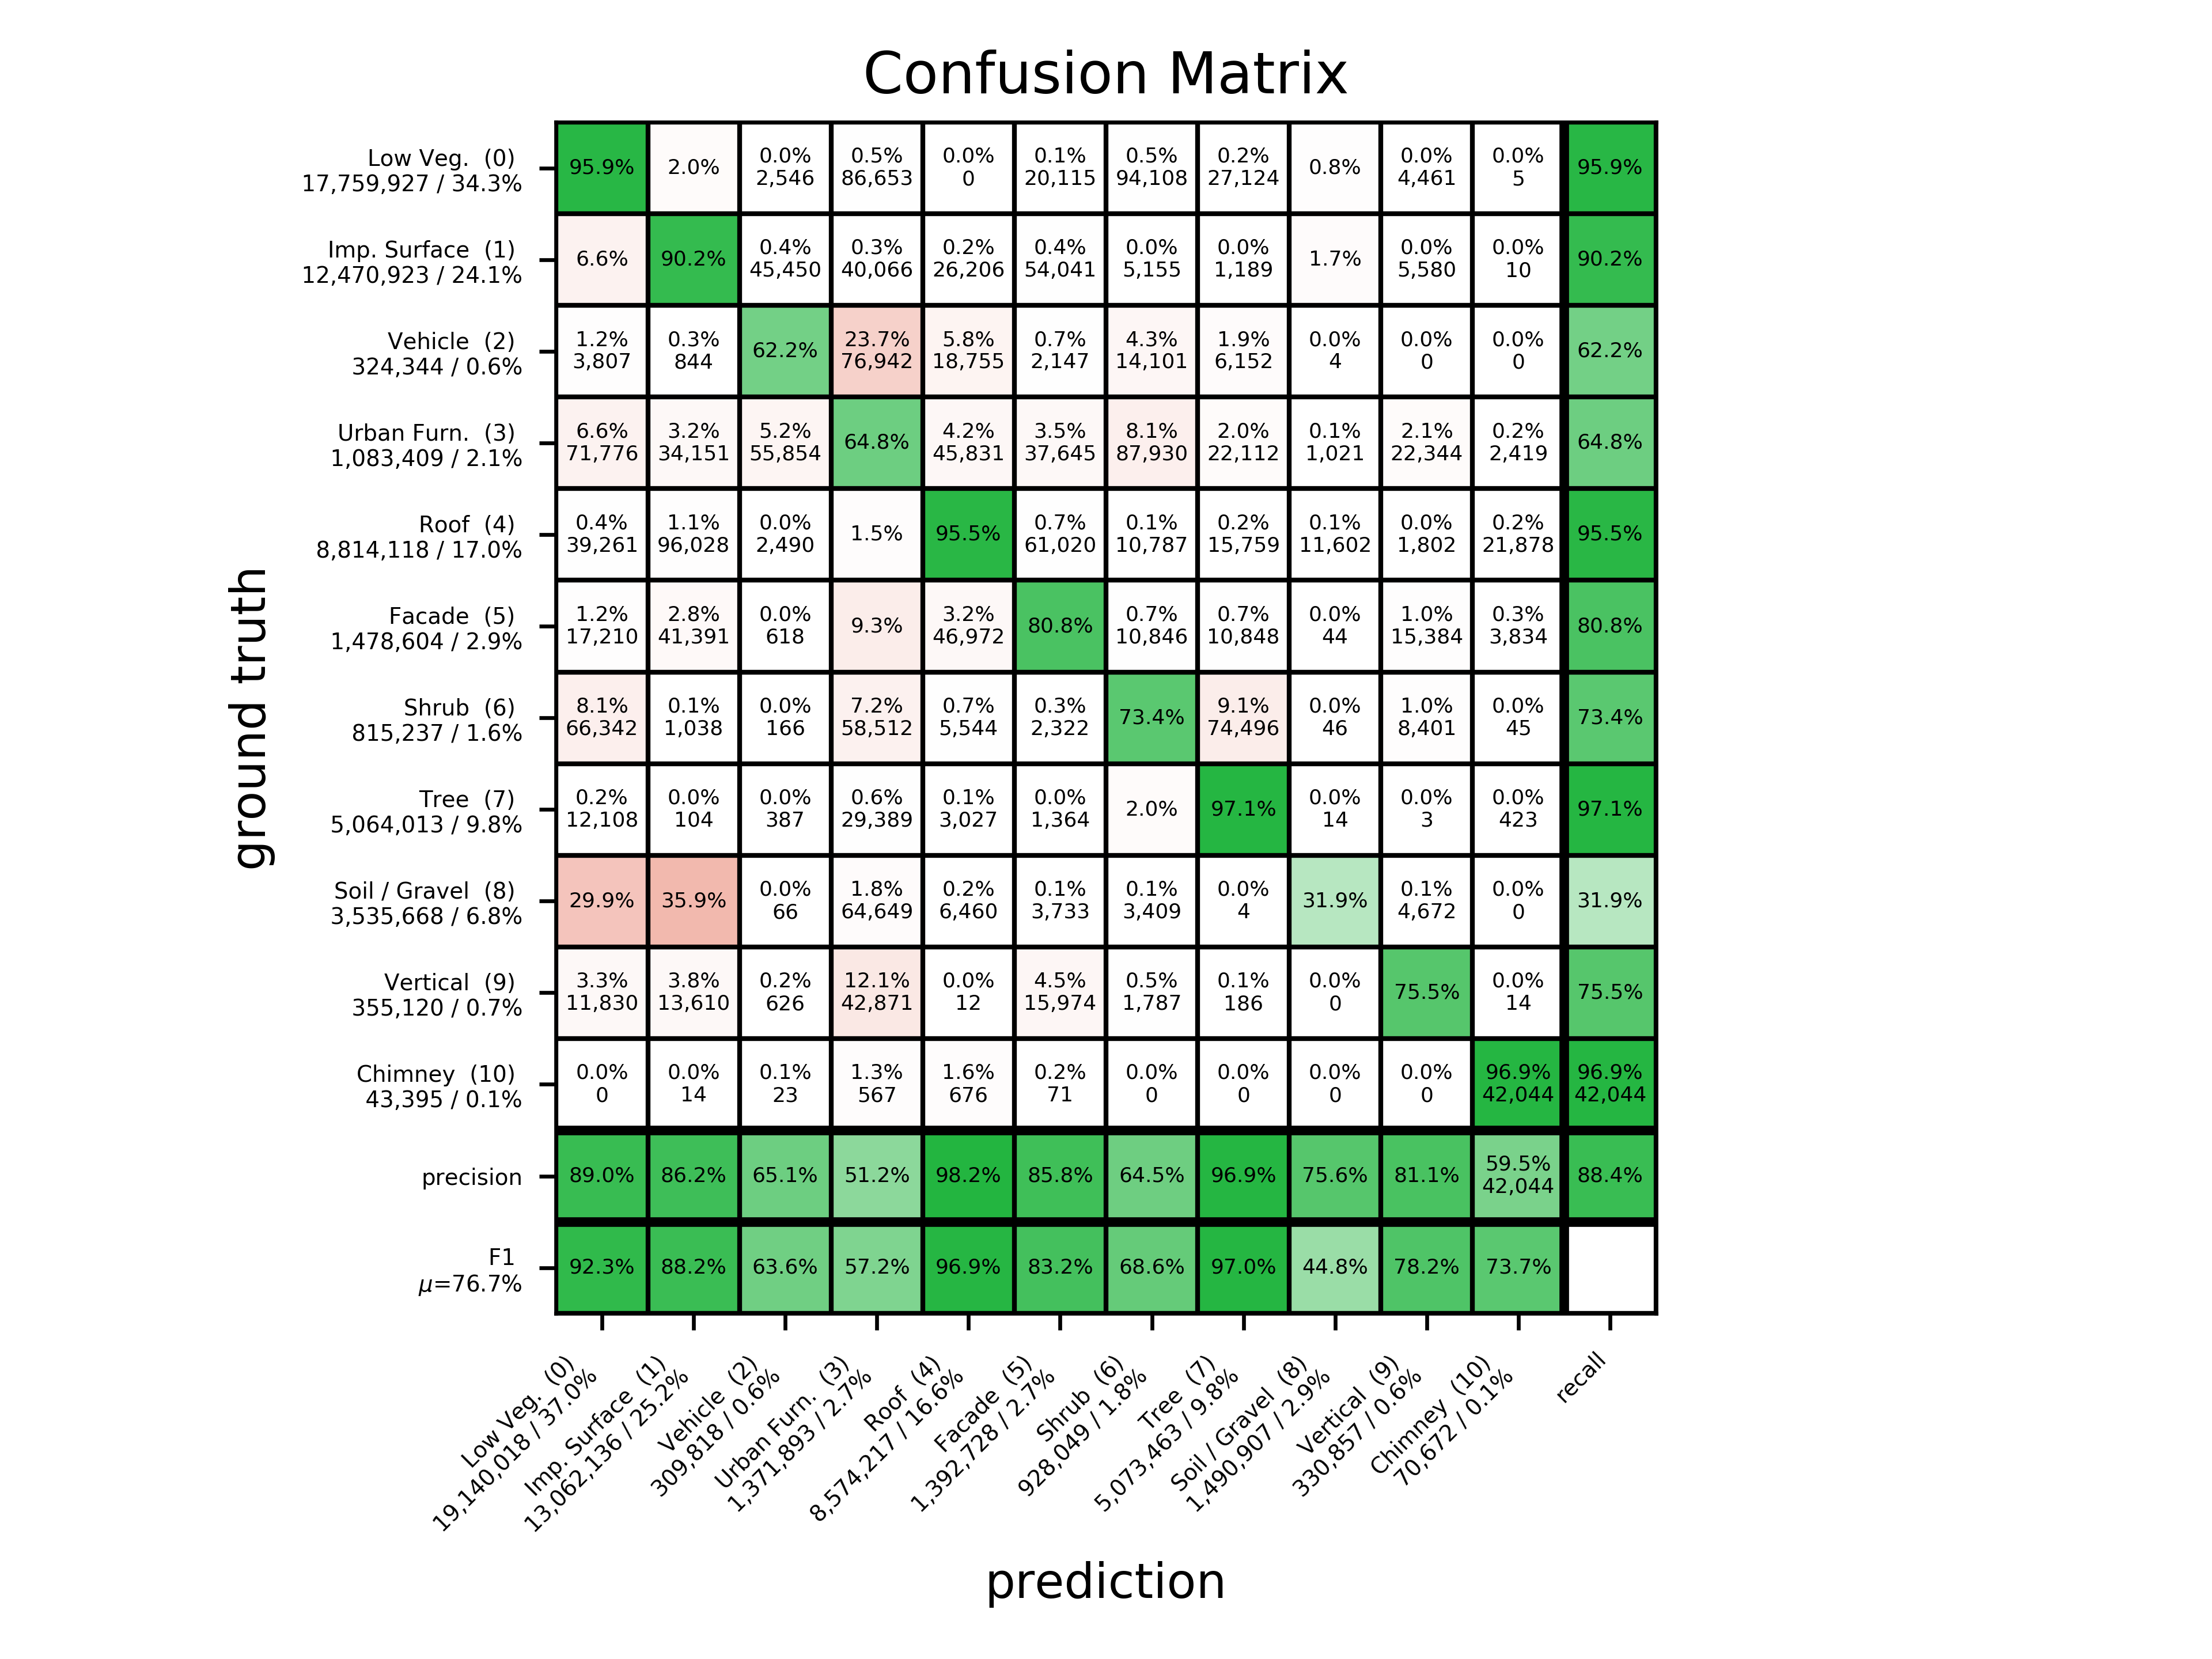 Confusion Matrix
Low Veg. (0)
17,759,927 / 34.3%
95.9% 2.0% 0.0% 0.5% 0.0% 0.1% 0.5% 0.2% 0.8% 0.0% 0.0% 95.9%
2,546 86,653 0 20,115 94,108 27,124 4,461 5
Imp. Surface (1)
12,470,923 / 24.1%
6.6% 90.2% 0.4% 0.3% 0.2% 0.4% 0.0% 0.0% 1.7% 0.0% 0.0% 90.2%
45,450 40,066 26,206 54,041 5,155 1,189 5,580 10
Vehicle (2)
324,344 / 0.6%
1.2% 0.3% 62.2% 23.7% 5.8% 0.7% 4.3% 1.9% 0.0% 0.0% 0.0% 62.2%
3,807 844 76,942 18,755 2,147 14,101 6,152 4 0 0
Urban Furn. (3)
1,083,409 / 2.1%
6.6% 3.2% 5.2% 64.8% 4.2% 3.5% 8.1% 2.0% 0.1% 2.1% 0.2% 64.8%
71,776 34,151 55,854 45,831 37,645 87,930 22,112 1,021 22,344 2,419
Roof (4)
8,814,118 / 17.0%
0.4% 1.1% 0.0% 1.5% 95.5% 0.7% 0.1% 0.2% 0.1% 0.0% 0.2% 95.5%
39,261 96,028 2,490 61,020 10,787 15,759 11,602 1,802 21,878
Facade (5)
1,478,604 / 2.9%
1.2% 2.8% 0.0% 9.3% 3.2% 80.8% 0.7% 0.7% 0.0% 1.0% 0.3% 80.8%
17,210 41,391 618 46,972 10,846 10,848 44 15,384 3,834
Shrub (6)
815,237 / 1.6%
8.1% 0.1% 0.0% 7.2% 0.7% 0.3% 73.4% 9.1% 0.0% 1.0% 0.0% 73.4%
66,342 1,038 166 58,512 5,544 2,322 74,496 46 8,401 45
Tree (7)
5,064,013 / 9.8%
0.2% 0.0% 0.0% 0.6% 0.1% 0.0% 2.0% 97.1% 0.0% 0.0% 0.0% 97.1%
12,108 104 387 29,389 3,027 1,364 14 3 423
Soil / Gravel (8)
3,535,668 / 6.8%
29.9% 35.9% 0.0% 1.8% 0.2% 0.1% 0.1% 0.0% 31.9% 0.1% 0.0% 31.9%
66 64,649 6,460 3,733 3,409 4 4,672 0
Vertical (9)
355,120 / 0.7%
3.3% 3.8% 0.2% 12.1% 0.0% 4.5% 0.5% 0.1% 0.0% 75.5% 0.0% 75.5%
11,830 13,610 626 42,871 12 15,974 1,787 186 0 14
Chimney (10)
43,395 / 0.1%
0.0% 0.0% 0.1% 1.3% 1.6% 0.2% 0.0% 0.0% 0.0% 0.0% 96.9% 96.9%
0 14 23 567 676 71 0 0 0 0 42,044 42,044
precision
89.0% 86.2% 65.1% 51.2% 98.2% 85.8% 64.5% 96.9% 75.6% 81.1% 59.5% 88.4%
42,044
F1
μ=76.7%
92.3% 88.2% 63.6% 57.2% 96.9% 83.2% 68.6% 97.0% 44.8% 78.2% 73.7%
ground truth
Low Veg. (0)
19,140,018 / 37.0%
Imp. Surface (1)
13,062,136 / 25.2%
Vehicle (2)
309,818 / 0.6%
Urban Furn. (3)
1,371,893 / 2.7%
Roof (4)
8,574,217 / 16.6%
Facade (5)
1,392,728 / 2.7%
Shrub (6)
928,049 / 1.8%
Tree (7)
5,073,463 / 9.8%
Soil / Gravel (8)
1,490,907 / 2.9%
Vertical (9)
330,857 / 0.6%
Chimney (10)
70,672 / 0.1%
recall
prediction